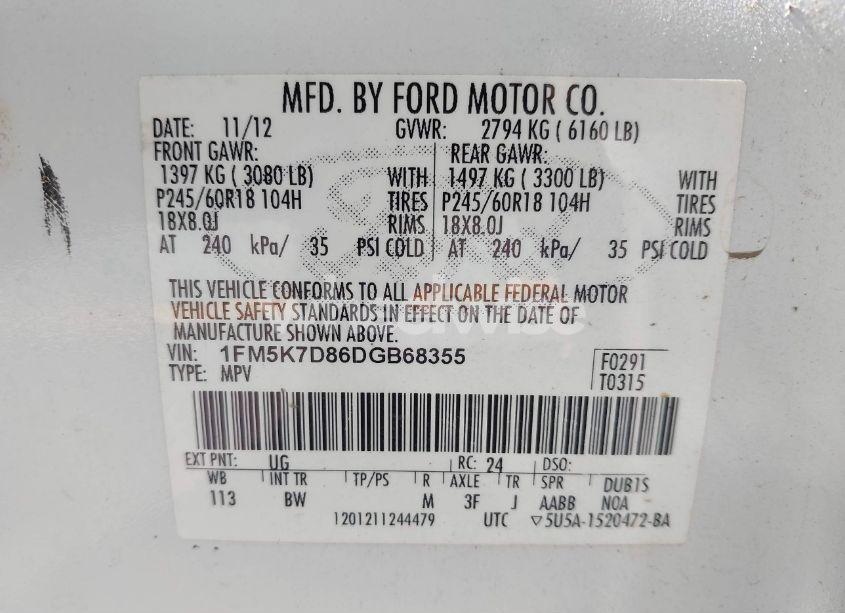 MFD. BY FORD MOTOR CO.
DATE: 11/12 GVWR: 2794 KG ( 6160 LB)
FRONT GAWR: REAR GAWR:
1397 KG ( 3080 LB) WITH 1497 KG ( 3300 LB) WITH
P245/60R18 104H TIRES P245/60R18 104H TIRES
18X8.0J RIMS 18X8.0J RIMS
AT 240 kPa/ 35 PSI COLD AT 240 kPa/ 35 PSI COLD
THIS VEHICLE CONFORMS TO ALL APPLICABLE FEDERAL MOTOR
VEHICLE SAFETY STANDARDS IN EFFECT ON THE DATE OF
MANUFACTURE SHOWN ABOVE.
VIN: 1FM5K7D86DGB68355 F0291
TYPE: MPV T0315
EXT PNT: UG RC: 24 DSO:
WB INT TR TP/PS R AXLE TR SPR DUB1S
113 BW M 3F J AABB NOA
1201211244479 UTC ▽5U5A-1520472-BA